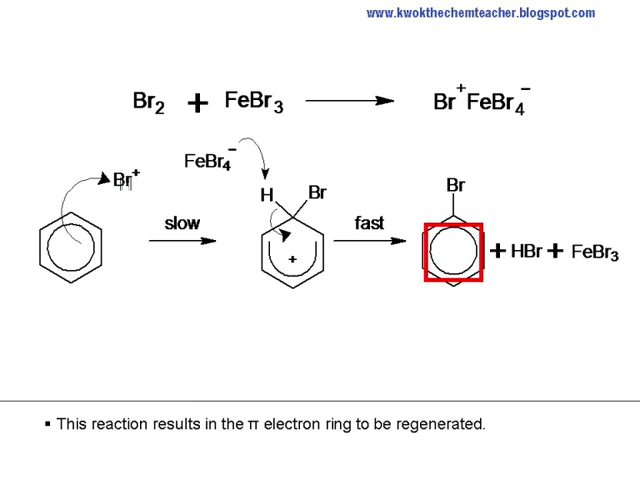 www.kwokthechemteacher.blogspot.com
Br2 + FeBr3 Br+FeBr4−
FeBr4−
Br+
H Br
Br
slow
fast
+
+ HBr + FeBr3
▪ This reaction results in the π electron ring to be regenerated.